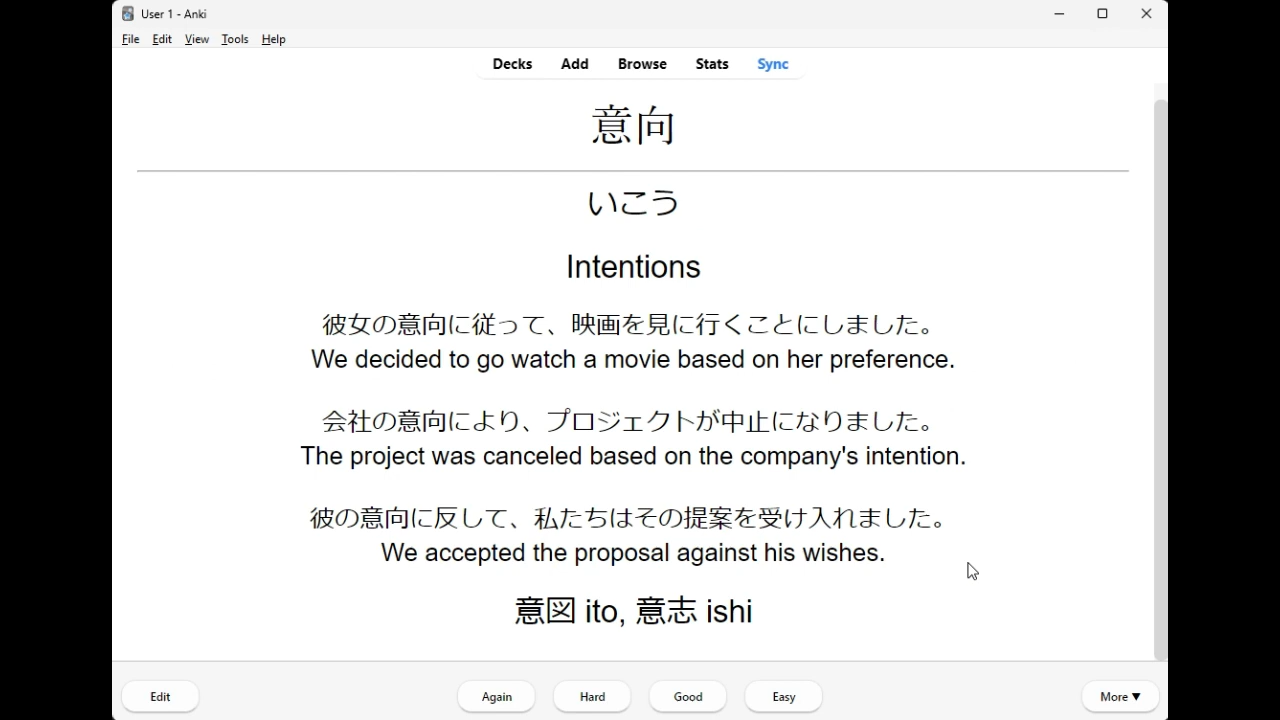 User 1 - Anki
File Edit View Tools Help
Decks Add Browse Stats Sync
意向
いこう
Intentions
彼女の意向に従って、映画を見に行くことにしました。
We decided to go watch a movie based on her preference.
会社の意向により、プロジェクトが中止になりました。
The project was canceled based on the company's intention.
彼の意向に反して、私たちはその提案を受け入れました。
We accepted the proposal against his wishes.
意図 ito, 意志 ishi
Edit Again Hard Good Easy More ▼